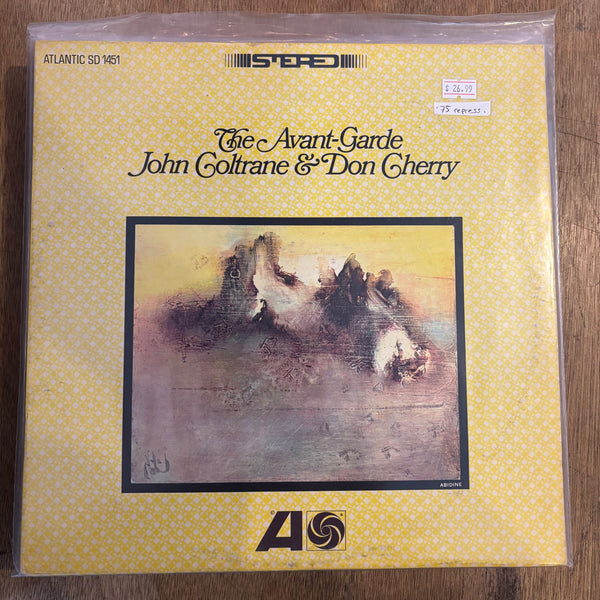 ATLANTIC SD 1451
STEREO
$ 26.99
'75 repress.
The Avant-Garde
John Coltrane & Don Cherry
ABIDINE
A